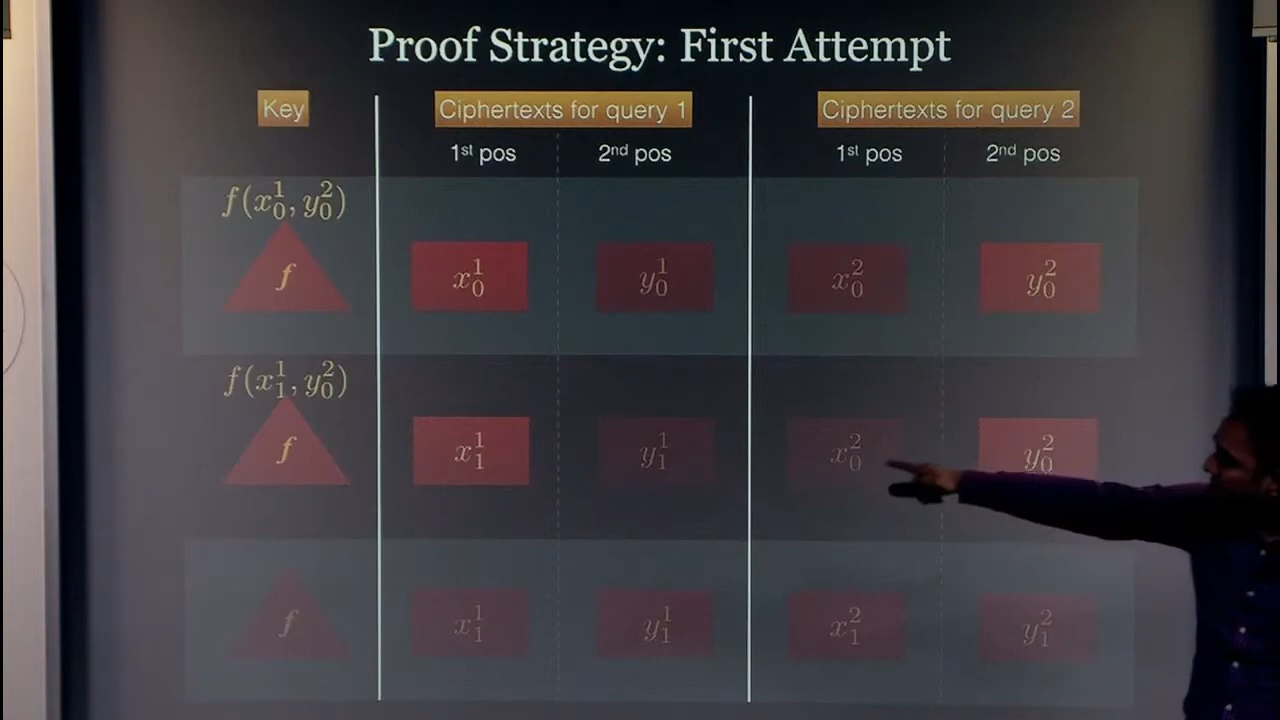 Proof Strategy: First Attempt
Key Ciphertexts for query 1 Ciphertexts for query 2
1st pos 2nd pos 1st pos 2nd pos
f(x_0^1, y_0^2)
f x_0^1 y_0^1 x_0^2 y_0^2
f(x_1^1, y_0^2)
f x_1^1 y_1^1 x_0^2 y_0^2
f x_1^1 y_1^1 x_1^2 y_1^2